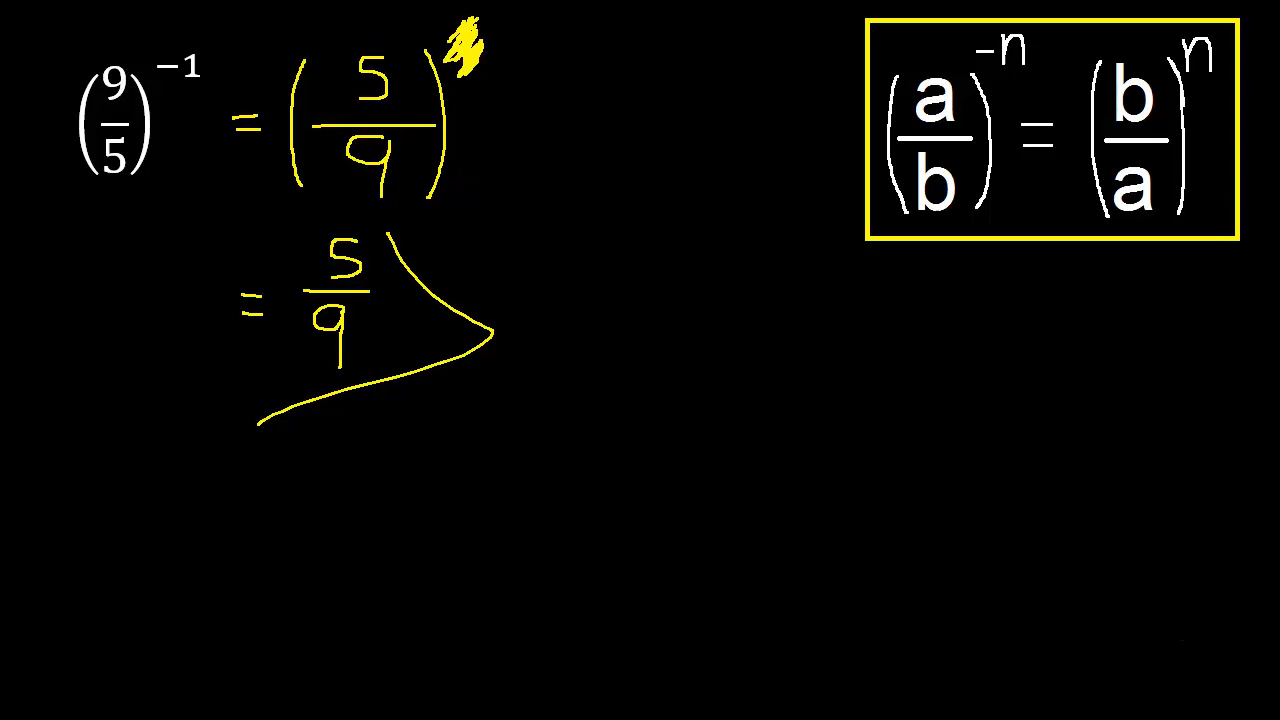 (9/5)⁻¹ = (5/9)
= 5/9
(a/b)⁻ⁿ = (b/a)ⁿ